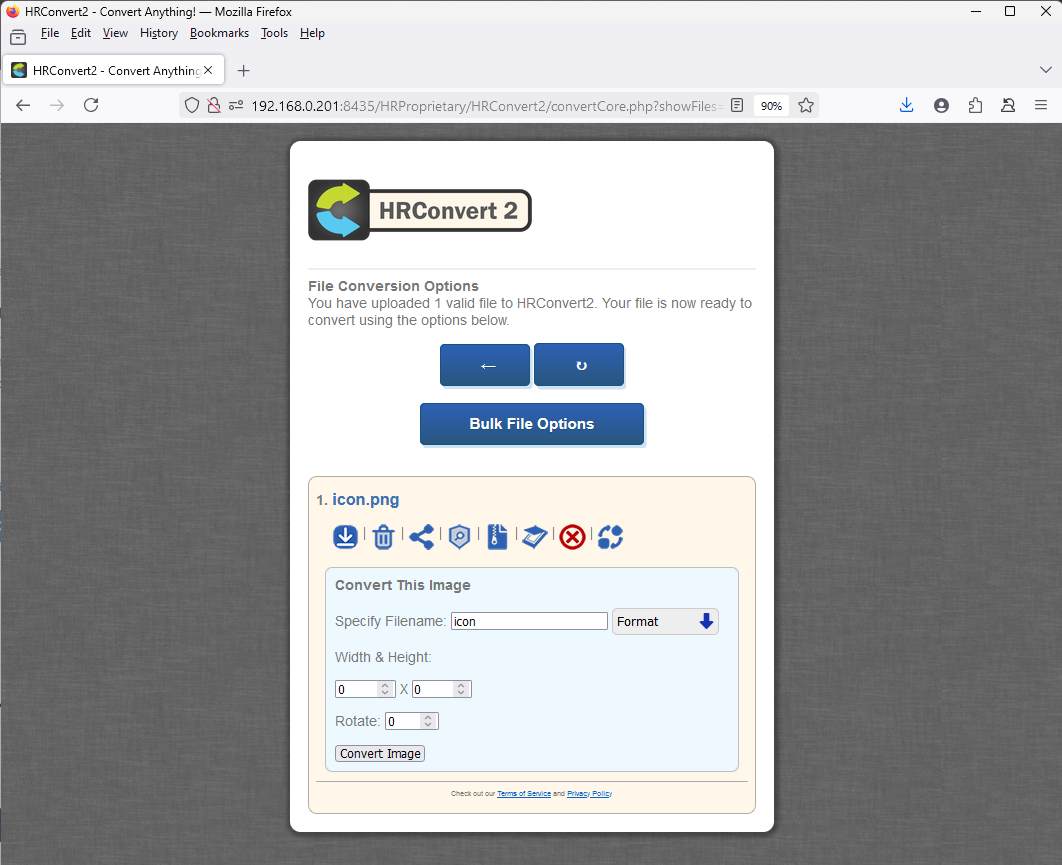 HRConvert2 - Convert Anything! — Mozilla Firefox
File Edit View History Bookmarks Tools Help
HRConvert2 - Convert Anything
192.168.0.201:8435/HRProprietary/HRConvert2/convertCore.php?showFiles= 90%
HRConvert 2
File Conversion Options
You have uploaded 1 valid file to HRConvert2. Your file is now ready to
convert using the options below.
← ↻
Bulk File Options
1. icon.png
Convert This Image
Specify Filename: icon Format
Width & Height:
0 X 0
Rotate: 0
Convert Image
Check out our Terms of Service and Privacy Policy